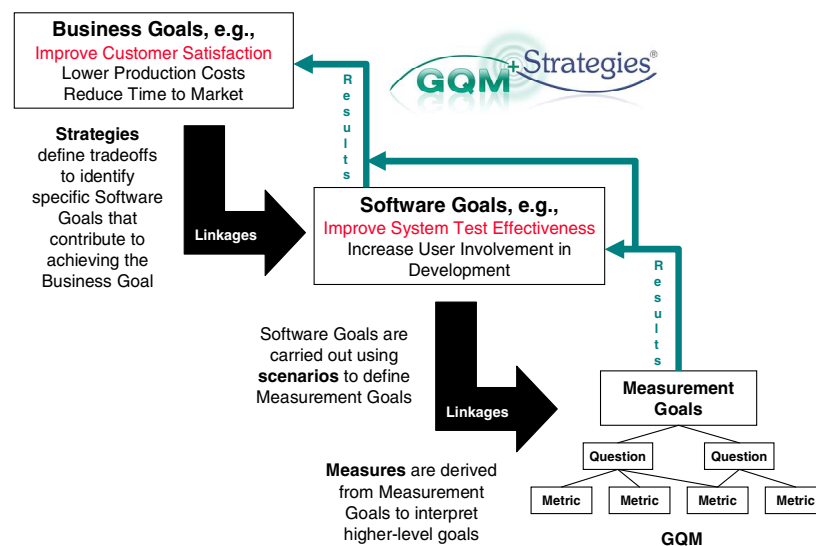 Business Goals, e.g.,
Improve Customer Satisfaction
Lower Production Costs
Reduce Time to Market
GQM+Strategies®
Results
Strategies
define tradeoffs
to identify
specific Software
Goals that
contribute to
achieving the
Business Goal
Linkages
Software Goals, e.g.,
Improve System Test Effectiveness
Increase User Involvement in
Development
Results
Software Goals are
carried out using
scenarios to define
Measurement Goals
Linkages
Measurement
Goals
Question
Question
Metric
Metric
Metric
Metric
GQM
Measures are derived
from Measurement
Goals to interpret
higher-level goals